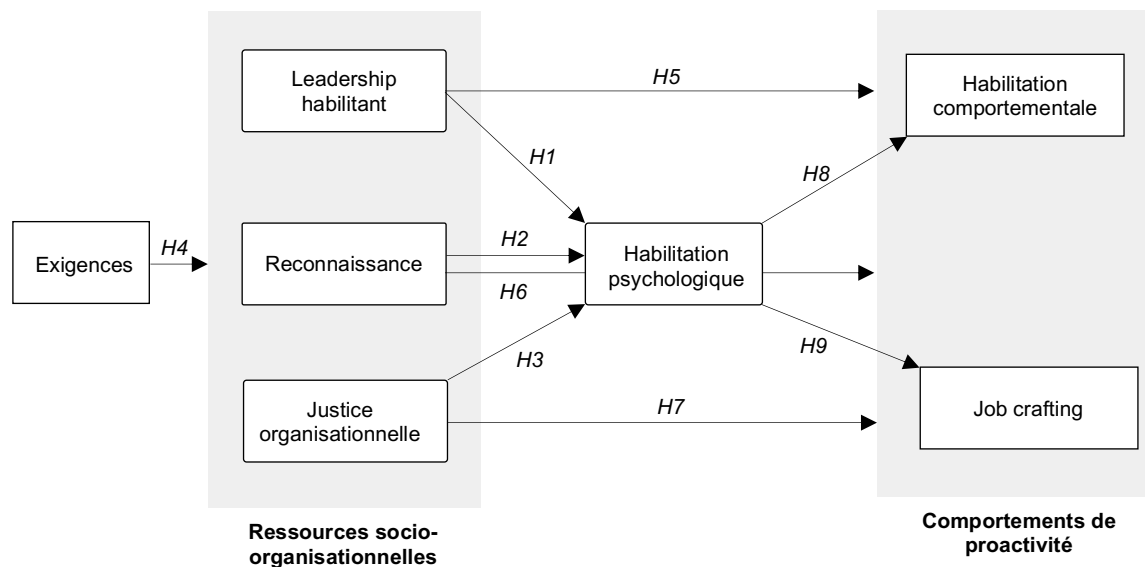 Leadership
habilitant
H5
Habilitation
comportementale
H1
H8
Exigences
H4
Reconnaissance
H2
H6
Habilitation
psychologique
H3
H9
Justice
organisationnelle
H7
Job crafting
Ressources socio-
organisationnelles
Comportements de
proactivité